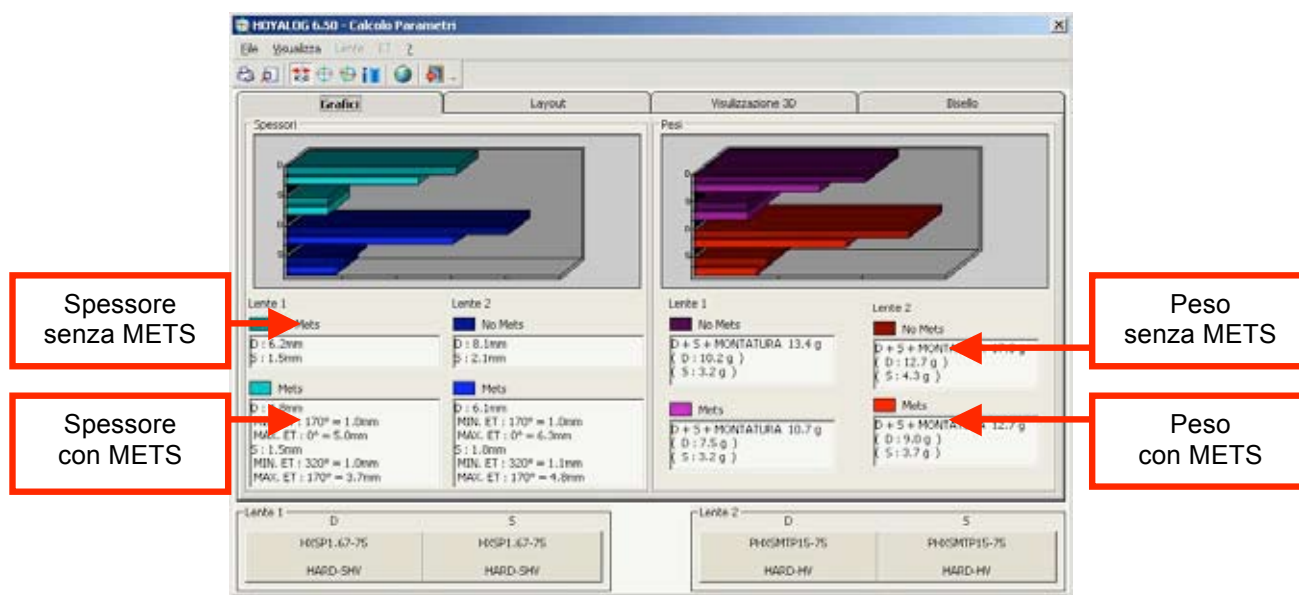 HOYALOG 6.50 - Calcolo Parametri
File Visualizza Lente ET ?
Grafici Layout Visulizzazione 3D Bisello
Spessori
Pesi
D
S
D
S
D
S
D
S
Lente 1
Mets
D : 6.2mm
S : 1.5mm
Mets
MIN. ET : 170° = 1.0mm
MAX. ET : 0° = 5.0mm
S : 1.5mm
MIN. ET : 320° = 1.0mm
MAX. ET : 170° = 3.7mm
Lente 2
No Mets
D : 8.1mm
S : 2.1mm
Mets
D : 6.1mm
MIN. ET : 170° = 1.0mm
MAX. ET : 0° = 6.3mm
S : 1.8mm
MIN. ET : 320° = 1.1mm
MAX. ET : 170° = 4.8mm
Lente 1
No Mets
D + S + MONTATURA 13.4 g
( D : 10.2 g )
( S : 3.2 g )
Mets
D + S + MONTATURA 10.7 g
( D : 7.5 g )
( S : 3.2 g )
Lente 2
No Mets
D + S +
( D : 12.7 g )
( S : 4.3 g )
Mets
D + S + 12.7 g
( D : 9.0 g )
( S : 3.7 g )
Spessore
senza METS
Spessore
con METS
Peso
senza METS
Peso
con METS
Lente 1
D S
HXSP1.67-75 HXSP1.67-75
HARD-SHV HARD-SHV
Lente 2
D S
PHXSMTP15-75 PHXSMTP15-75
HARD-HV HARD-HV